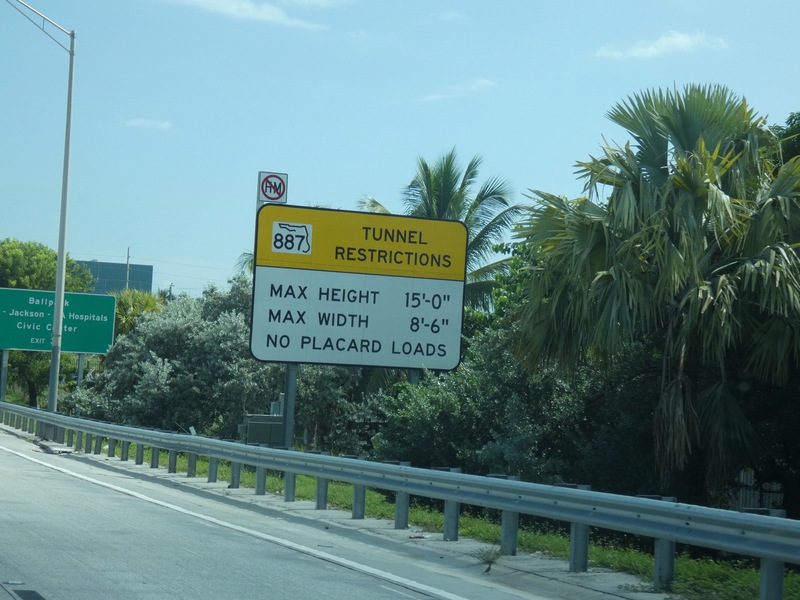 HM
887
TUNNEL
RESTRICTIONS
MAX HEIGHT 15'-0"
MAX WIDTH 8'-6"
NO PLACARD LOADS
Ballpark
Jackson - VA Hospitals
Civic Center
EXIT